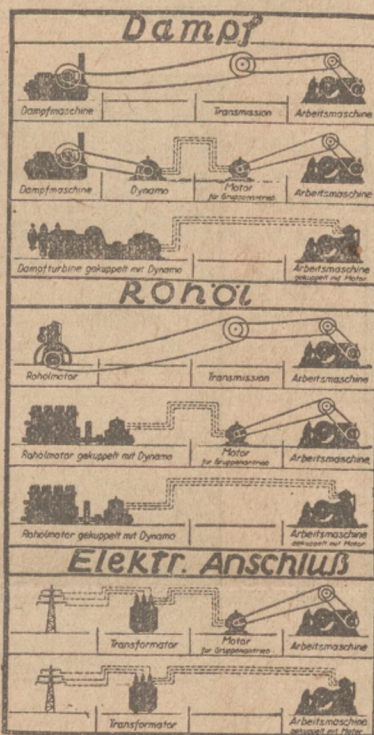 Dampf
Dampfmaschine Transmission Arbeitsmaschine
Dampfmaschine Dynamo Motor für Gruppenantrieb Arbeitsmaschine
Dampfturbine gekuppelt mit Dynamo Arbeitsmaschine gekuppelt mit Motor
Rohöl
Rohölmotor Transmission Arbeitsmaschine
Rohölmotor gekuppelt mit Dynamo Motor für Gruppenantrieb Arbeitsmaschine
Rohölmotor gekuppelt mit Dynamo Arbeitsmaschine gekuppelt mit Motor
Elektr. Anschluß
Transformator Motor für Gruppenantrieb Arbeitsmaschine
Transformator Arbeitsmaschine gekuppelt mit Motor